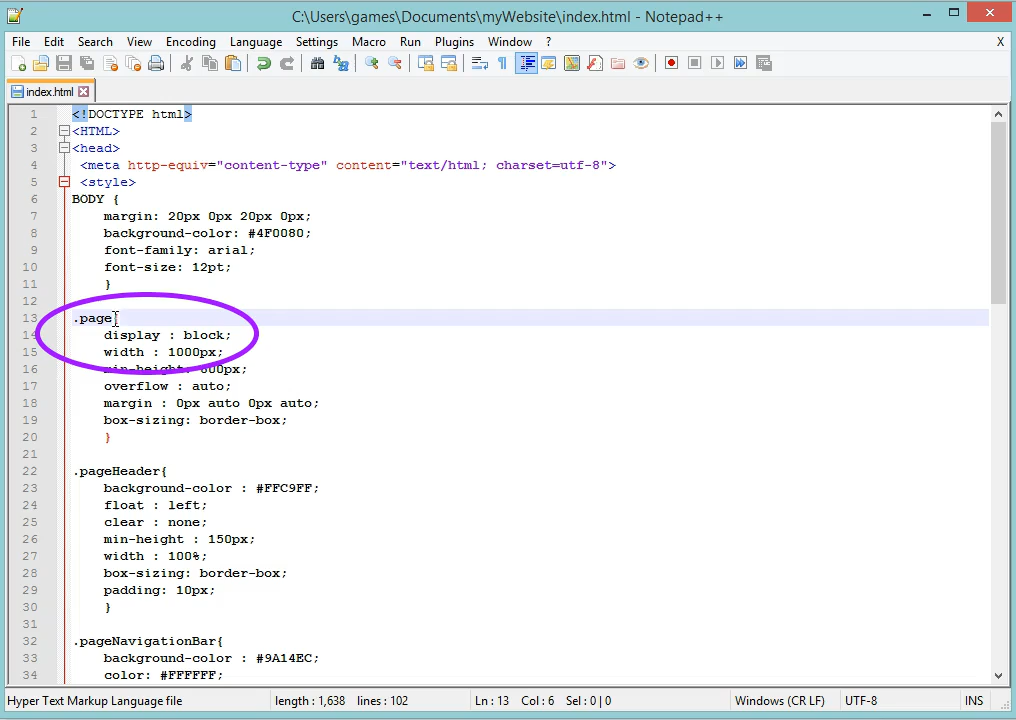 C:\Users\games\Documents\myWebsite\index.html - Notepad++
File Edit Search View Encoding Language Settings Macro Run Plugins Window ? X
index.html
1 <!DOCTYPE html>
2 <HTML>
3 <head>
4 <meta http-equiv="content-type" content="text/html; charset=utf-8">
5 <style>
6 BODY {
7 margin: 20px 0px 20px 0px;
8 background-color: #4F0080;
9 font-family: arial;
10 font-size: 12pt;
11 }
12
13 .page{
14 display : block;
15 width : 1000px;
16 min-height: 600px;
17 overflow : auto;
18 margin : 0px auto 0px auto;
19 box-sizing: border-box;
20 }
21
22 .pageHeader{
23 background-color : #FFC9FF;
24 float : left;
25 clear : none;
26 min-height : 150px;
27 width : 100%;
28 box-sizing: border-box;
29 padding: 10px;
30 }
31
32 .pageNavigationBar{
33 background-color : #9A14EC;
34 color: #FFFFFF;
Hyper Text Markup Language file length : 1,638 lines : 102 Ln : 13 Col : 6 Sel : 0 | 0 Windows (CR LF) UTF-8 INS